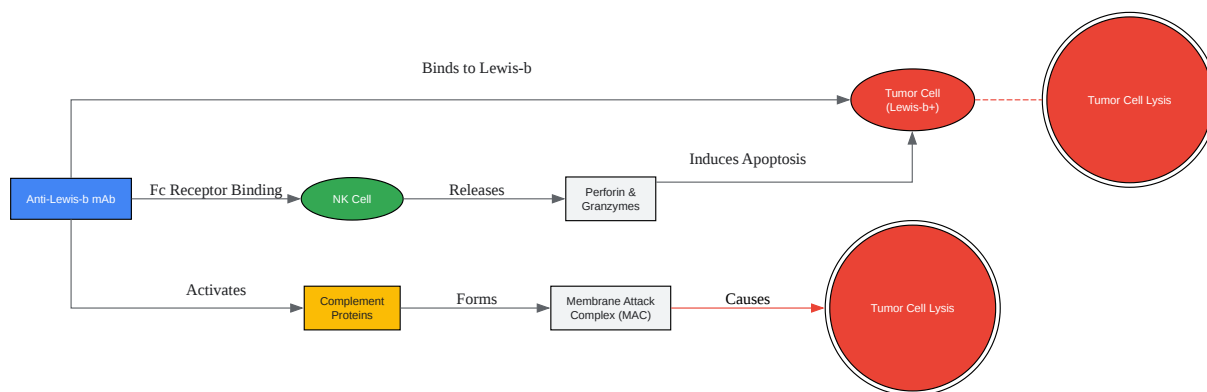 Binds to Lewis-b
Tumor Cell
(Lewis-b+)
Tumor Cell Lysis
Induces Apoptosis
Anti-Lewis-b mAb
Fc Receptor Binding
NK Cell
Releases
Perforin &
Granzymes
Activates
Complement
Proteins
Forms
Membrane Attack
Complex (MAC)
Causes
Tumor Cell Lysis